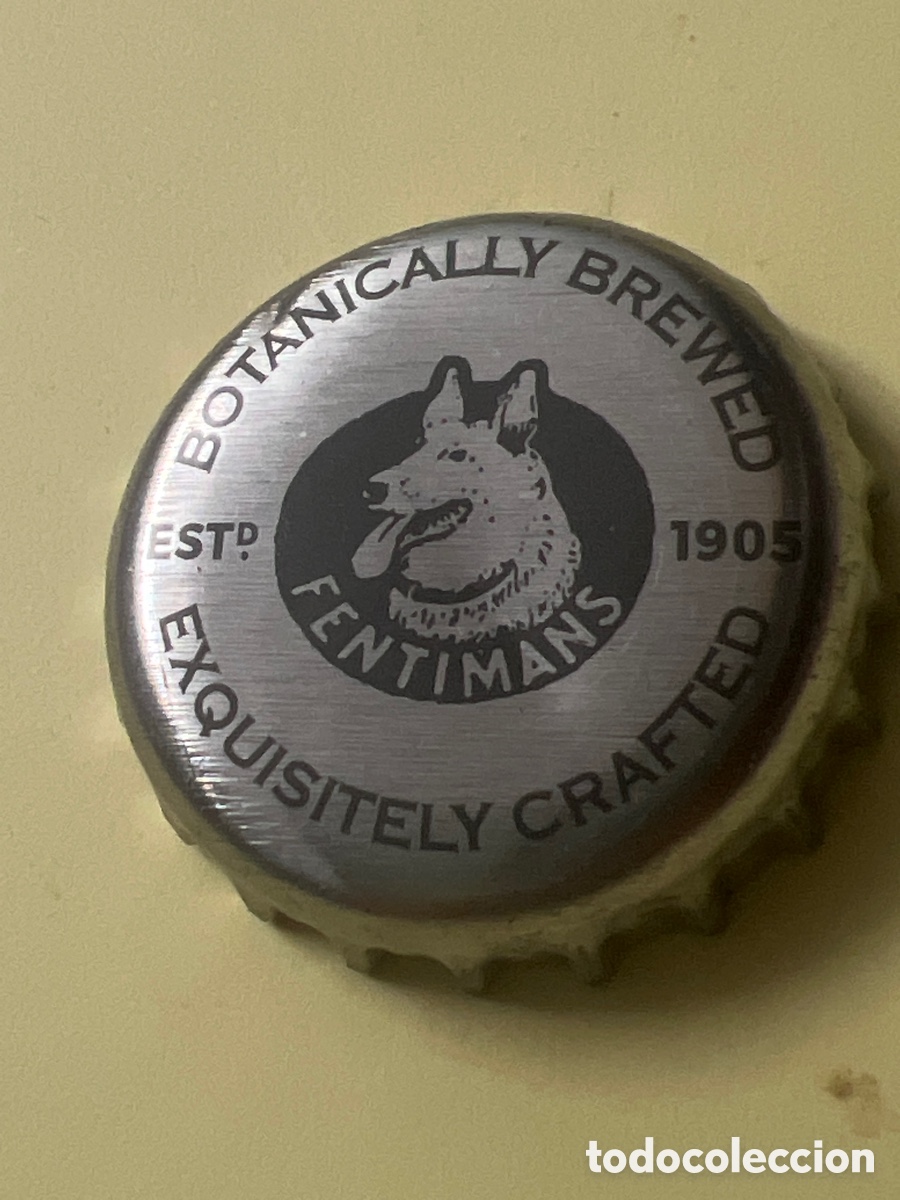 BOTANICALLY BREWED
ESTD. 1905
FENTIMANS
EXQUISITELY CRAFTED
todocoleccion